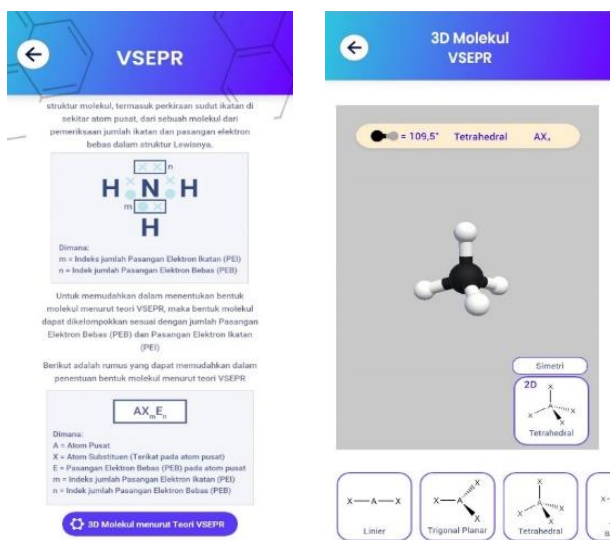 VSEPR
struktur molekul, termasuk perkiraan sudut ikatan di
sekitar atom pusat, dari sebuah molekul dari
pemeriksaan jumlah ikatan dan pasangan elektron
bebas dalam struktur Lewisnya.
n
H N H
m
H
Dimana:
m = Indeks jumlah Pasangan Elektron Ikatan (PEI)
n = Indek jumlah Pasangan Elektron Bebas (PEB)
Untuk memudahkan dalam menentukan bentuk
molekul menurut teori VSEPR, maka bentuk molekul
dapat dikelompokkan sesuai dengan jumlah Pasangan
Elektron Bebas (PEB) dan Pasangan Elektron Ikatan
(PEI)
Berikut adalah rumus yang dapat memudahkan dalam
penentuan bentuk molekul menurut teori VSEPR
AXₘEₙ
Dimana:
A = Atom Pusat
X = Atom Substituen (Terikat pada atom pusat)
E = Pasangan Elektron Bebas (PEB) pada atom pusat
m = Indeks jumlah Pasangan Elektron Ikatan (PEI)
n = Indek jumlah Pasangan Elektron Bebas (PEB)
3D Molekul menurut Teori VSEPR
3D Molekul
VSEPR
= 109,5° Tetrahedral AX₄
Simetri
2D
X
A
X X
X
Tetrahedral
X—A—X
Linier
X
X—A
X
Trigonal Planar
X
A
X X
X
Tetrahedral